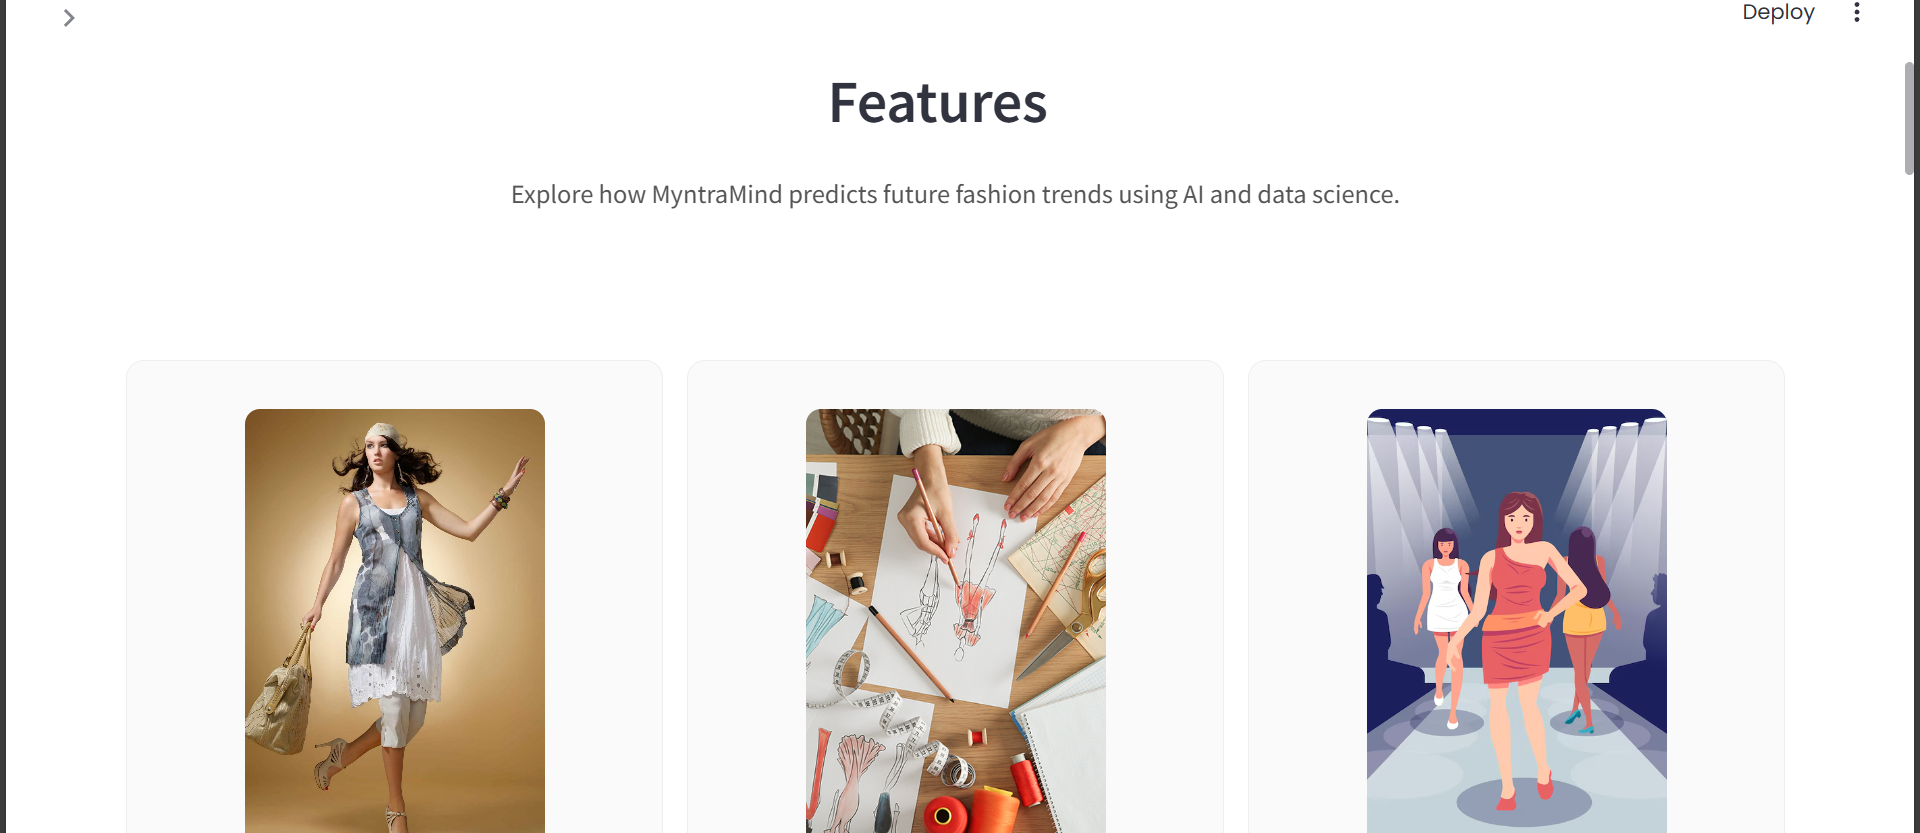 Deploy
Features
Explore how MyntraMind predicts future fashion trends using AI and data science.